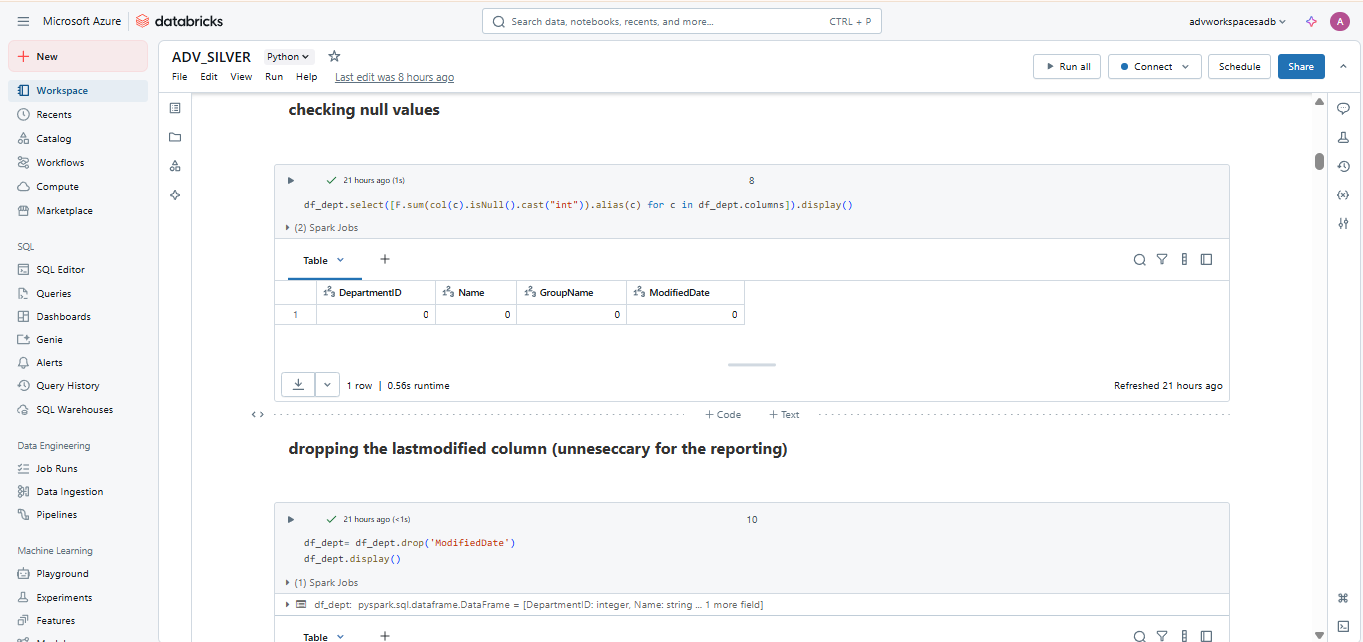 Microsoft Azure databricks
Search data, notebooks, recents, and more... CTRL + P
advworkspacesadb
A
New
Workspace
Recents
Catalog
Workflows
Compute
Marketplace
SQL
SQL Editor
Queries
Dashboards
Genie
Alerts
Query History
SQL Warehouses
Data Engineering
Job Runs
Data Ingestion
Pipelines
Machine Learning
Playground
Experiments
Features
ADV_SILVER Python
File Edit View Run Help Last edit was 8 hours ago
Run all Connect Schedule Share
checking null values
21 hours ago (1s) 8
df_dept.select([F.sum(col(c).isNull().cast("int")).alias(c) for c in df_dept.columns]).display()
(2) Spark Jobs
Table +
DepartmentID Name GroupName ModifiedDate
1 0 0 0 0
1 row | 0.56s runtime Refreshed 21 hours ago
+ Code + Text
dropping the lastmodified column (unneseccary for the reporting)
21 hours ago (<1s) 10
df_dept= df_dept.drop('ModifiedDate')
df_dept.display()
(1) Spark Jobs
df_dept: pyspark.sql.dataframe.DataFrame = [DepartmentID: integer, Name: string ... 1 more field]
Table +